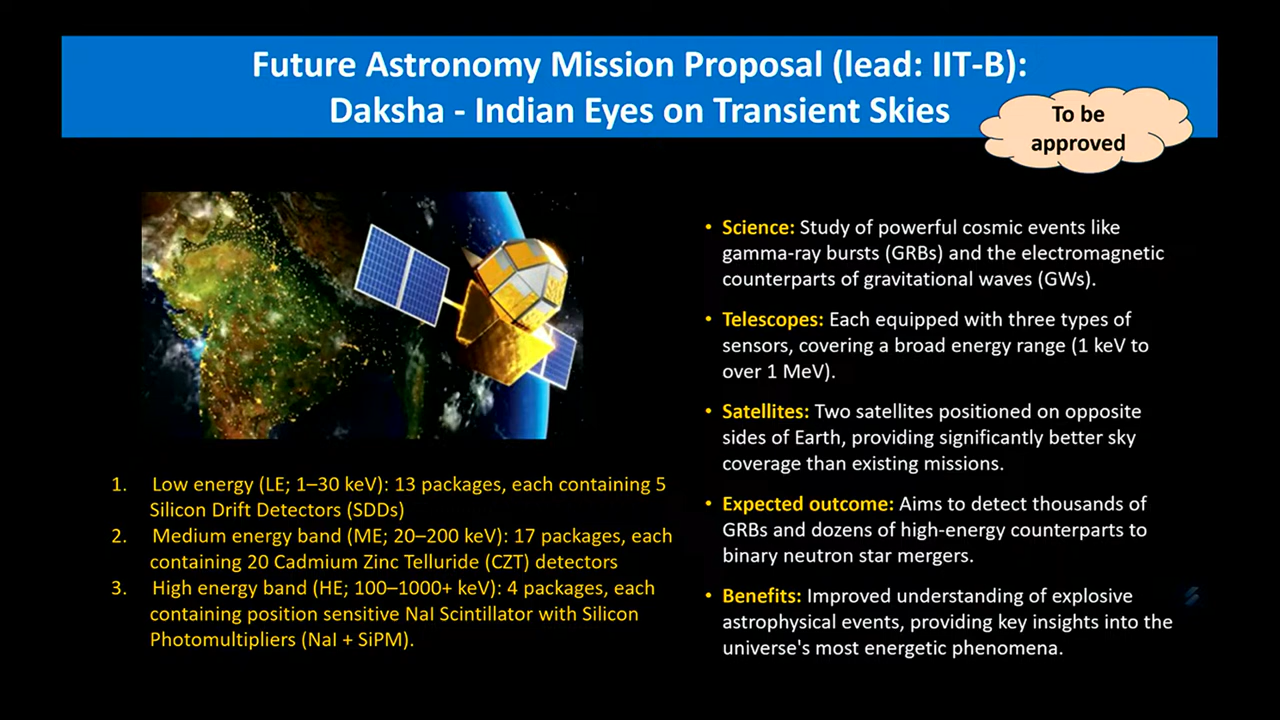 Future Astronomy Mission Proposal (lead: IIT-B):
Daksha - Indian Eyes on Transient Skies
To be
approved
1. Low energy (LE; 1–30 keV): 13 packages, each containing 5
Silicon Drift Detectors (SDDs)
2. Medium energy band (ME; 20–200 keV): 17 packages, each
containing 20 Cadmium Zinc Telluride (CZT) detectors
3. High energy band (HE; 100–1000+ keV): 4 packages, each
containing position sensitive NaI Scintillator with Silicon
Photomultipliers (NaI + SiPM).
• Science: Study of powerful cosmic events like
gamma-ray bursts (GRBs) and the electromagnetic
counterparts of gravitational waves (GWs).
• Telescopes: Each equipped with three types of
sensors, covering a broad energy range (1 keV to
over 1 MeV).
• Satellites: Two satellites positioned on opposite
sides of Earth, providing significantly better sky
coverage than existing missions.
• Expected outcome: Aims to detect thousands of
GRBs and dozens of high-energy counterparts to
binary neutron star mergers.
• Benefits: Improved understanding of explosive
astrophysical events, providing key insights into the
universe's most energetic phenomena.